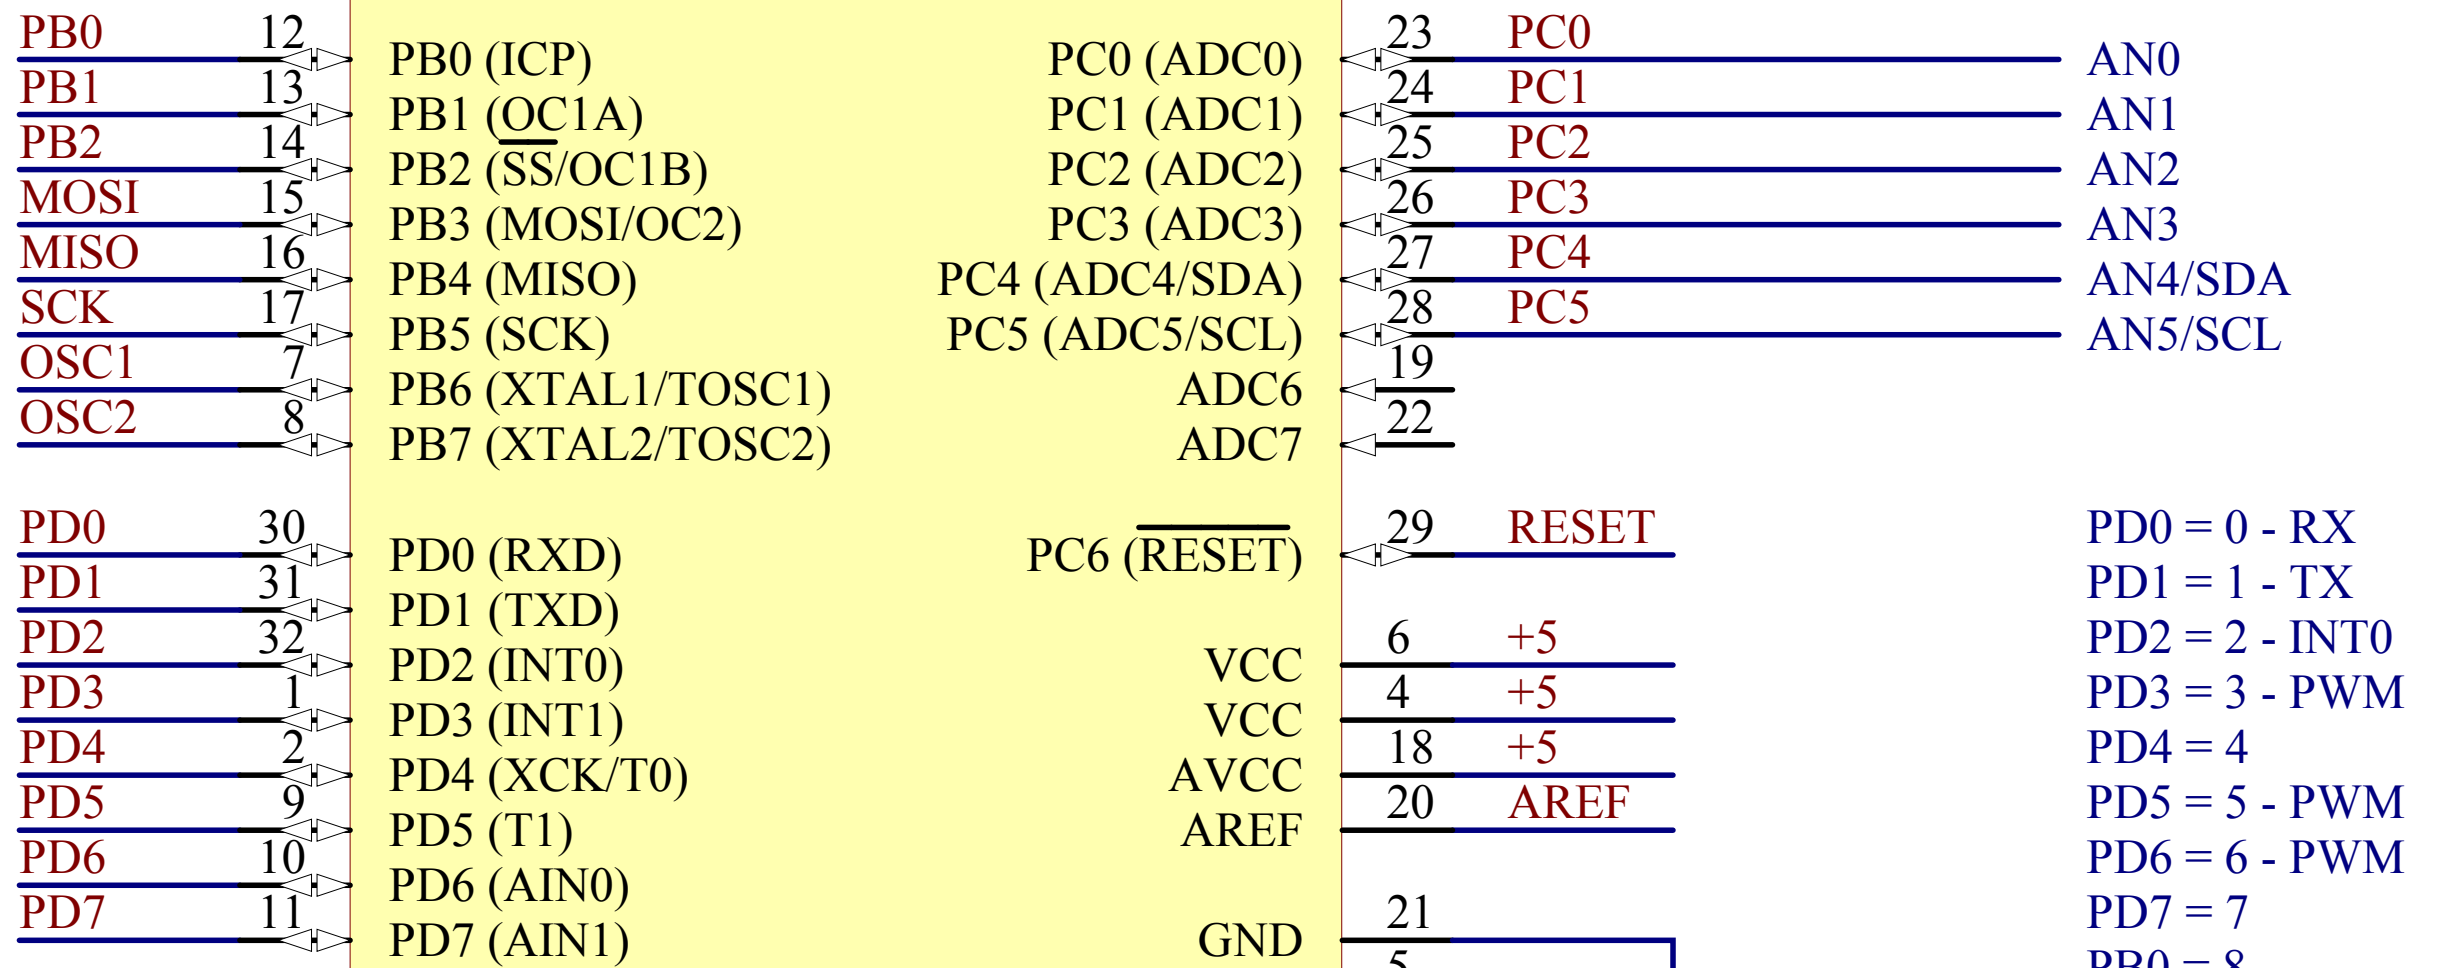 PB0 12 PB0 (ICP) PC0 (ADC0) 23 PC0 AN0
PB1 13 PB1 (OC1A) PC1 (ADC1) 24 PC1 AN1
PB2 14 PB2 (SS/OC1B) PC2 (ADC2) 25 PC2 AN2
MOSI 15 PB3 (MOSI/OC2) PC3 (ADC3) 26 PC3 AN3
MISO 16 PB4 (MISO) PC4 (ADC4/SDA) 27 PC4 AN4/SDA
SCK 17 PB5 (SCK) PC5 (ADC5/SCL) 28 PC5 AN5/SCL
OSC1 7 PB6 (XTAL1/TOSC1) ADC6 19
OSC2 8 PB7 (XTAL2/TOSC2) ADC7 22
PD0 30 PD0 (RXD) PC6 (RESET) 29 RESET PD0 = 0 - RX
PD1 31 PD1 (TXD) PD1 = 1 - TX
PD2 32 PD2 (INT0) VCC 6 +5 PD2 = 2 - INT0
PD3 1 PD3 (INT1) VCC 4 +5 PD3 = 3 - PWM
PD4 2 PD4 (XCK/T0) AVCC 18 +5 PD4 = 4
PD5 9 PD5 (T1) AREF 20 AREF PD5 = 5 - PWM
PD6 10 PD6 (AIN0) PD6 = 6 - PWM
PD7 11 PD7 (AIN1) GND 21 PD7 = 7
5 PB0 = 8